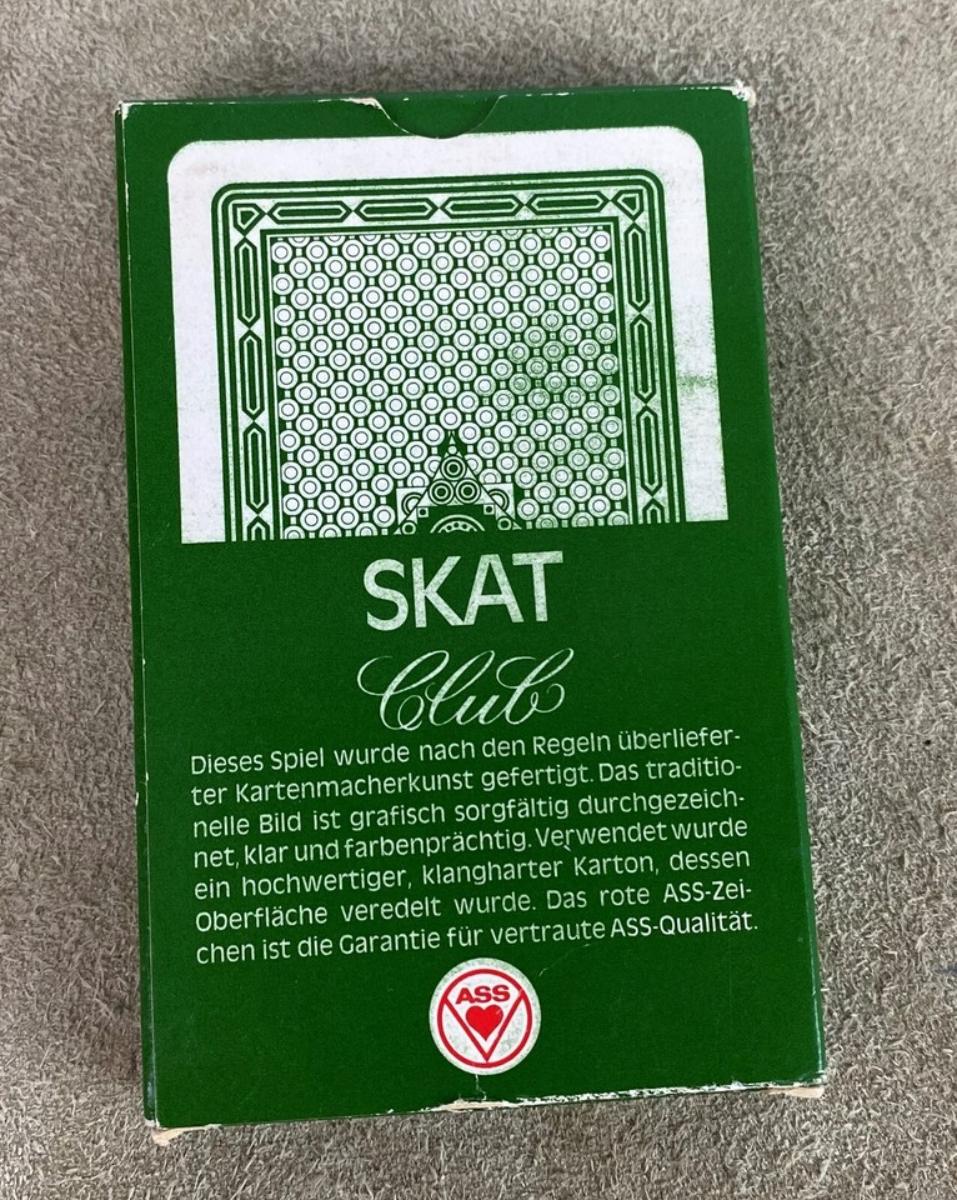 SKAT
Club
Dieses Spiel wurde nach den Regeln überliefer-
ter Kartenmacherkunst gefertigt. Das traditio-
nelle Bild ist grafisch sorgfältig durchgezeich-
net, klar und farbenprächtig. Verwendet wurde
ein hochwertiger, klangharter Karton, dessen
Oberfläche veredelt wurde. Das rote ASS-Zei-
chen ist die Garantie für vertraute ASS-Qualität.
ASS